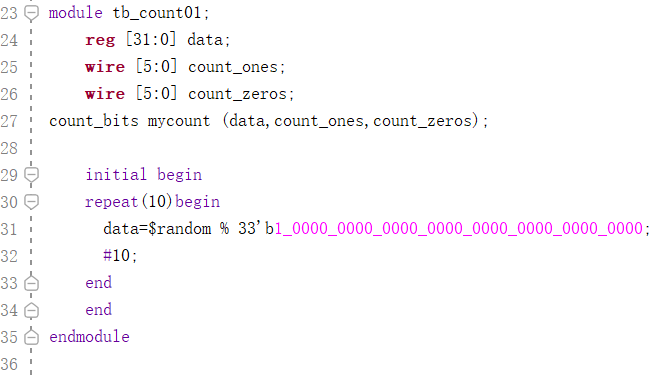 23 module tb_count01;
24 reg [31:0] data;
25 wire [5:0] count_ones;
26 wire [5:0] count_zeros;
27 count_bits mycount (data,count_ones,count_zeros);
28
29 initial begin
30 repeat(10)begin
31 data=$random % 33'b1_0000_0000_0000_0000_0000_0000_0000_0000;
32 #10;
33 end
34 end
35 endmodule
36